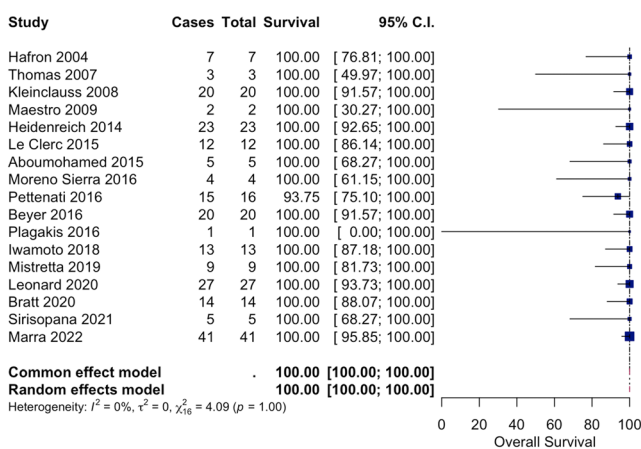 Study Cases Total Survival 95% C.I.
Hafron 2004 7 7 100.00 [ 76.81; 100.00]
Thomas 2007 3 3 100.00 [ 49.97; 100.00]
Kleinclauss 2008 20 20 100.00 [ 91.57; 100.00]
Maestro 2009 2 2 100.00 [ 30.27; 100.00]
Heidenreich 2014 23 23 100.00 [ 92.65; 100.00]
Le Clerc 2015 12 12 100.00 [ 86.14; 100.00]
Aboumohamed 2015 5 5 100.00 [ 68.27; 100.00]
Moreno Sierra 2016 4 4 100.00 [ 61.15; 100.00]
Pettenati 2016 15 16 93.75 [ 75.10; 100.00]
Beyer 2016 20 20 100.00 [ 91.57; 100.00]
Plagakis 2016 1 1 100.00 [ 0.00; 100.00]
Iwamoto 2018 13 13 100.00 [ 87.18; 100.00]
Mistretta 2019 9 9 100.00 [ 81.73; 100.00]
Leonard 2020 27 27 100.00 [ 93.73; 100.00]
Bratt 2020 14 14 100.00 [ 88.07; 100.00]
Sirisopana 2021 5 5 100.00 [ 68.27; 100.00]
Marra 2022 41 41 100.00 [ 95.85; 100.00]
Common effect model . 100.00 [100.00; 100.00]
Random effects model 100.00 [100.00; 100.00]
Heterogeneity: I² = 0%, τ² = 0, χ²₁₆ = 4.09 (p = 1.00)
0 20 40 60 80 100
Overall Survival